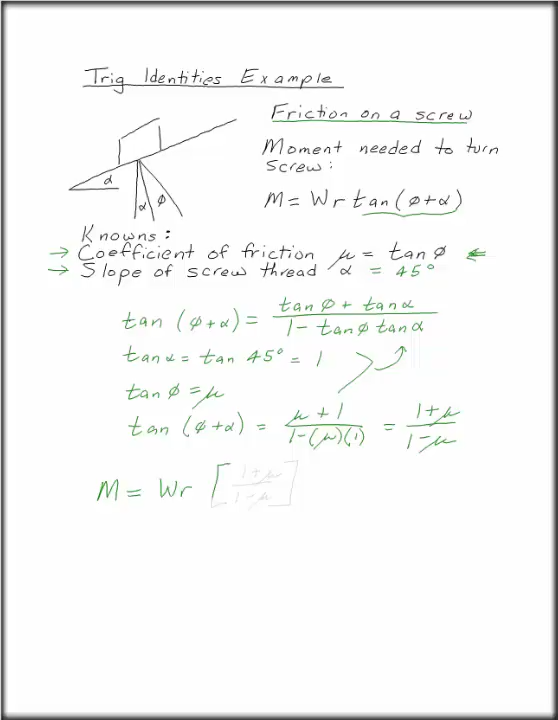 Trig Identities Example
Friction on a screw
Moment needed to turn
screw:
M = Wr tan(ϕ+α)
α
α ϕ
Knowns:
→ Coefficient of friction μ = tan ϕ ←
→ Slope of screw thread α = 45°
tan (ϕ+α) = (tan ϕ + tan α)/(1 - tan ϕ tan α)
tan α = tan 45° = 1
tan ϕ = μ
tan (ϕ+α) = (μ + 1)/(1-(μ)(1)) = (1+μ)/(1-μ)
M = Wr [(1+μ)/(1-μ)]